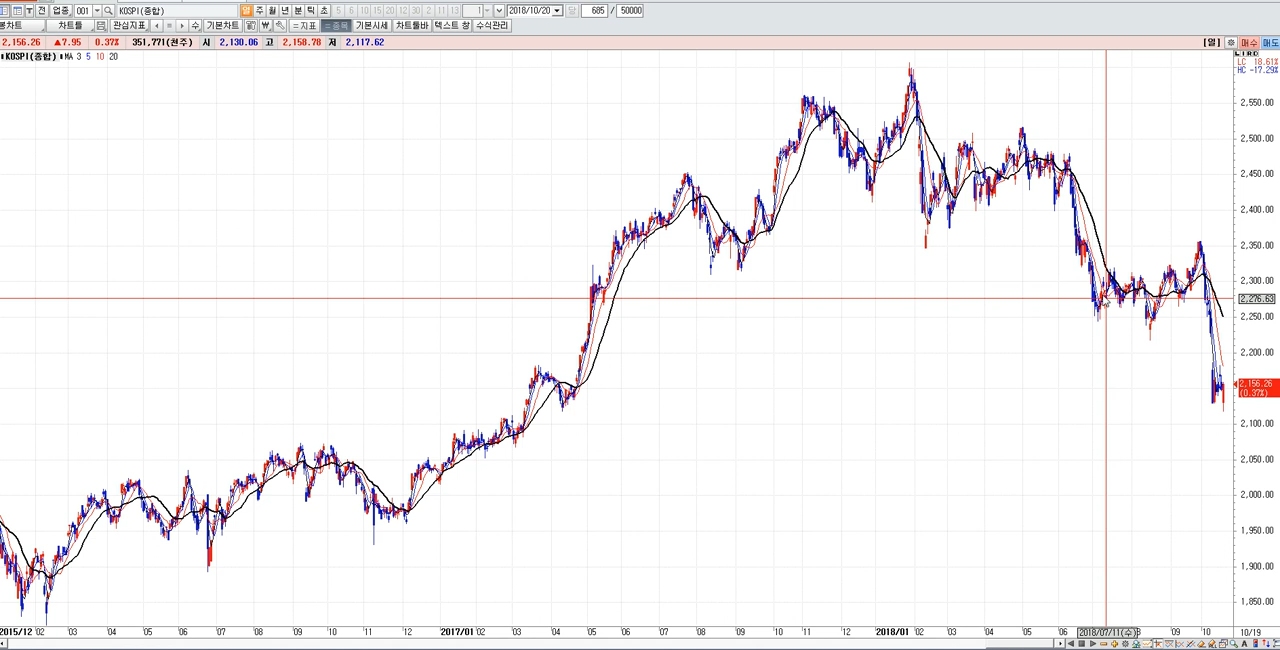 전 업종 001 KOSPI(종합) 일 주 월 년 분 틱 초 5 6 10 15 20 12 30 2 11 13 1 2018/10/20 685 / 50000
봉차트 차트툴 관심지표 수 기본차트 ₩ 지표 종목 기본시세 차트툴바 텍스트 창 수식관리
2,156.26 ▲7.95 0.37% 351,771(천주) 시 2,130.06 고 2,158.78 저 2,117.62 [일] 매수 매도
KOSPI(종합) MA 3 5 10 20
LC 18.61%
HC -17.29%
2,550.00
2,500.00
2,450.00
2,400.00
2,350.00
2,300.00
2,276.63
2,250.00
2,200.00
2,156.26
(0.37%)
2,100.00
2,050.00
2,000.00
1,950.00
1,900.00
1,850.00
2015/12 02 03 04 05 06 07 08 09 10 11 12 2017/01 02 03 04 05 06 07 08 09 10 11 12 2018/01 02 03 04 05 06 2018/07/11(수) 09 10 10/19